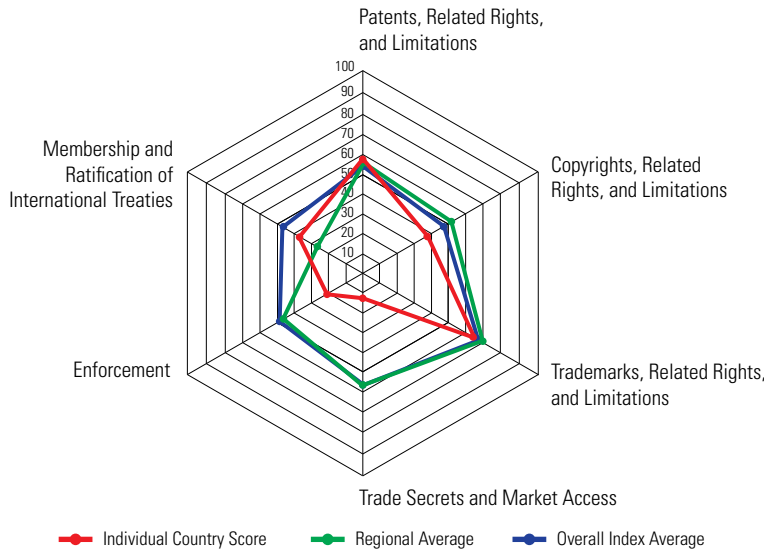 Patents, Related Rights,
and Limitations
100
90
80
70
60
50
40
30
20
10
Membership and
Ratification of
International Treaties
Copyrights, Related
Rights, and Limitations
Enforcement
Trademarks, Related Rights,
and Limitations
Trade Secrets and Market Access
Individual Country Score
Regional Average
Overall Index Average